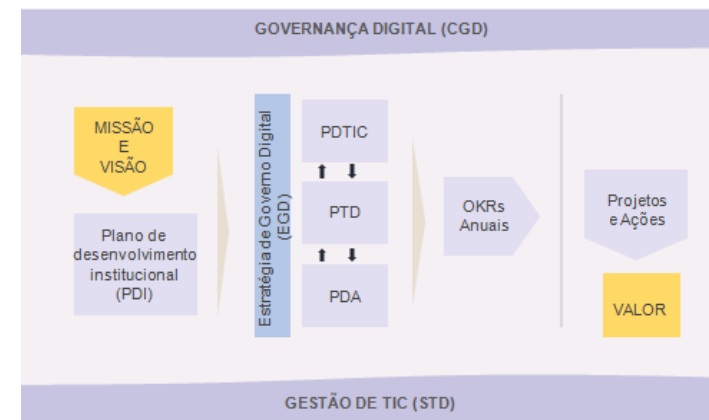 GOVERNANÇA DIGITAL (CGD)
MISSÃO
E
VISÃO
Plano de
desenvolvimento
institucional
(PDI)
Estratégia de Governo Digital
(EGD)
PDTIC
PTD
PDA
OKRs
Anuais
Projetos
e Ações
VALOR
GESTÃO DE TIC (STD)